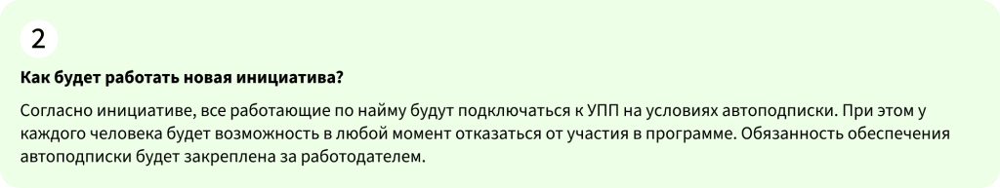 2
Как будет работать новая инициатива?
Согласно инициативе, все работающие по найму будут подключаться к УПП на условиях автоподписки. При этом у
каждого человека будет возможность в любой момент отказаться от участия в программе. Обязанность обеспечения
автоподписки будет закреплена за работодателем.